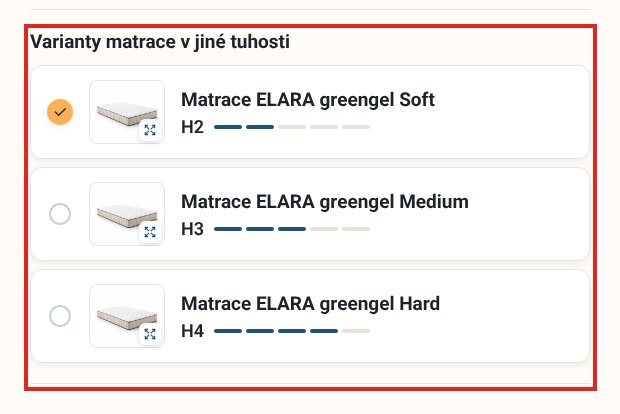 Varianty matrace v jiné tuhosti
Matrace ELARA greengel Soft
H2
Matrace ELARA greengel Medium
H3
Matrace ELARA greengel Hard
H4